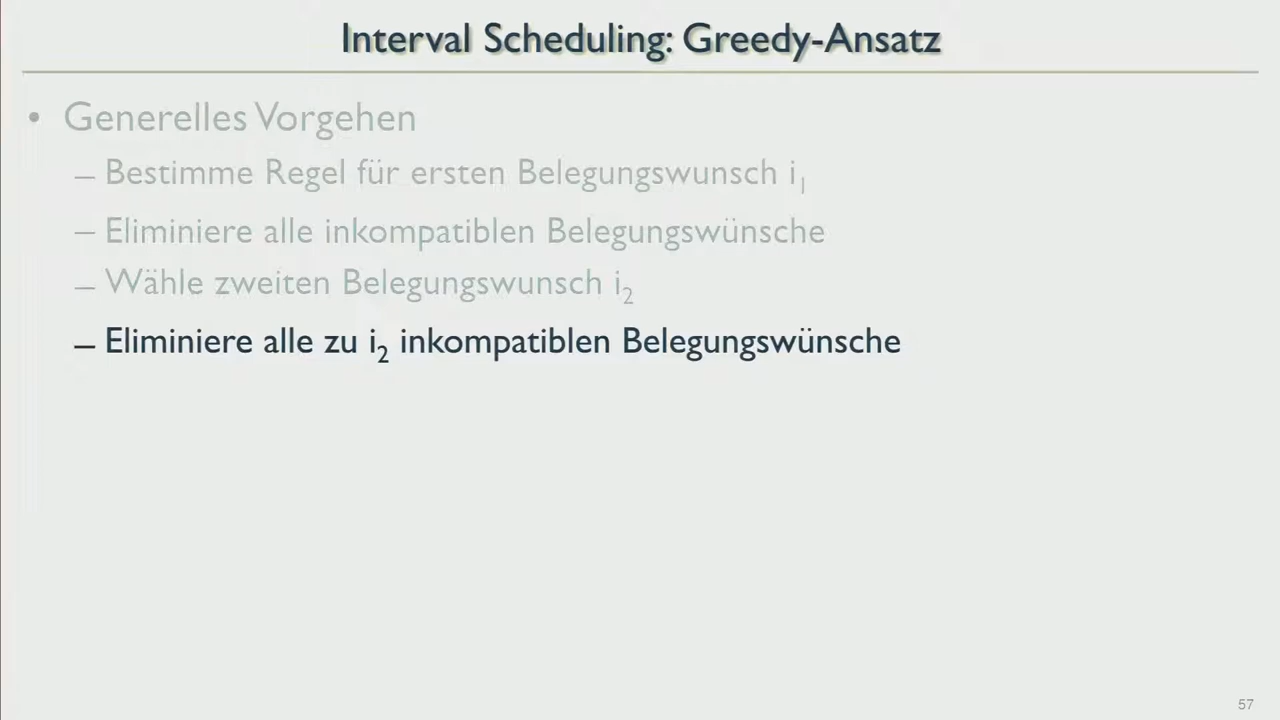 Interval Scheduling: Greedy-Ansatz
• Generelles Vorgehen
– Bestimme Regel für ersten Belegungswunsch i₁
– Eliminiere alle inkompatiblen Belegungswünsche
– Wähle zweiten Belegungswunsch i₂
– Eliminiere alle zu i₂ inkompatiblen Belegungswünsche
57